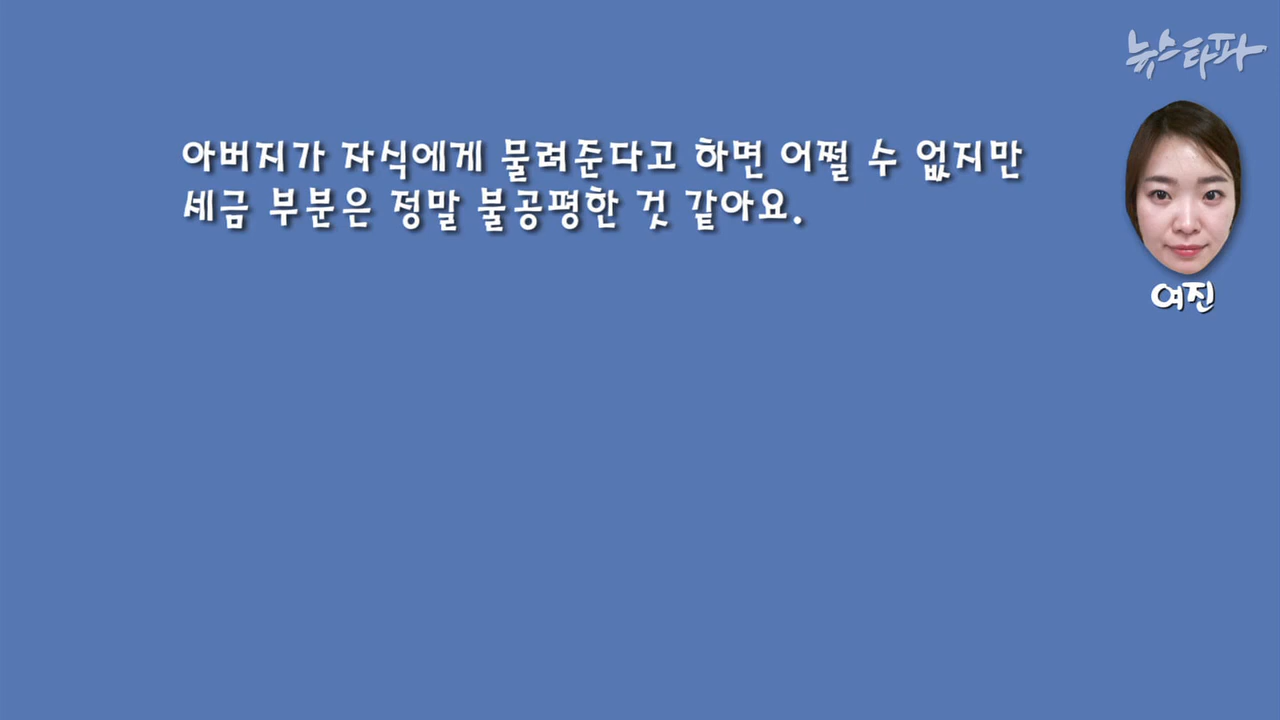 뉴스타파
아버지가 자식에게 물려준다고 하면 어쩔 수 없지만
세금 부분은 정말 불공평한 것 같아요.
여진